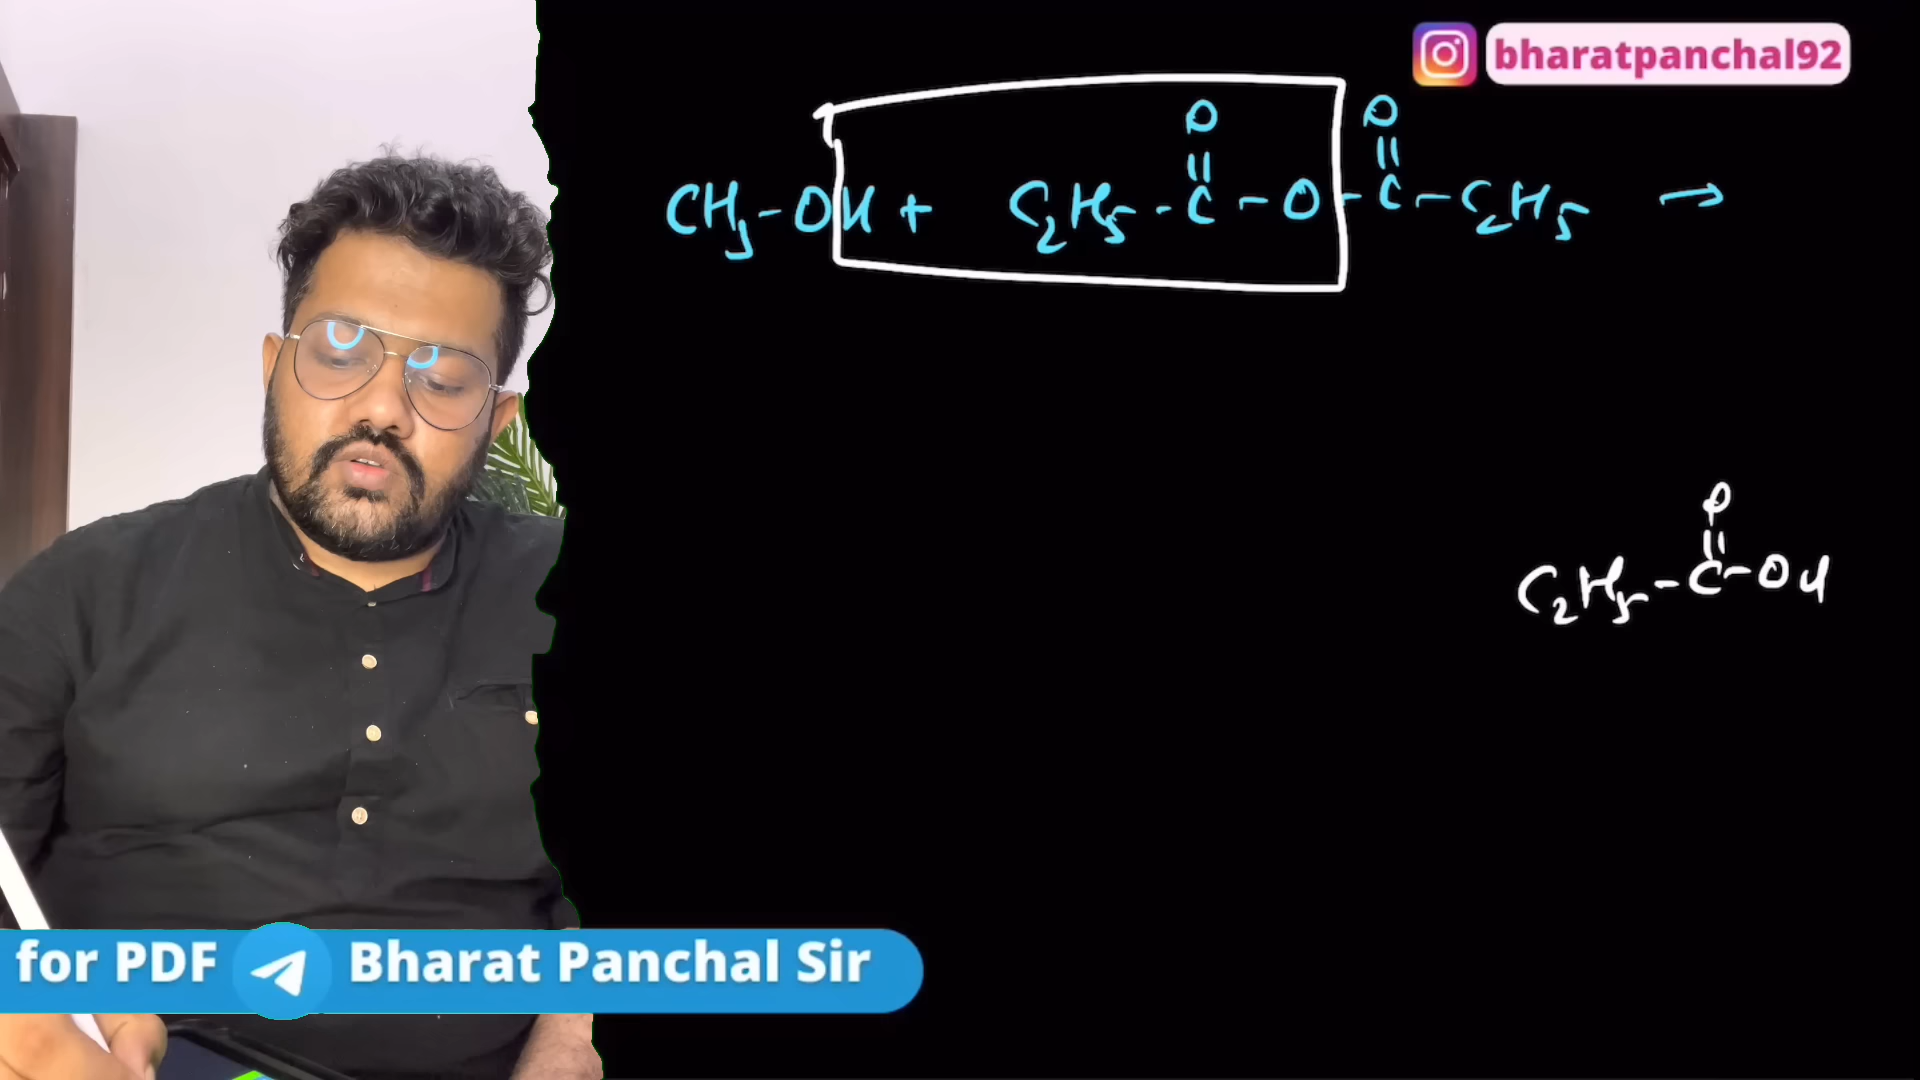 bharatpanchal92
O O
CH3-OH + C2H5-C-O-C-C2H5 →
O
C2H5-C-OH
for PDF Bharat Panchal Sir